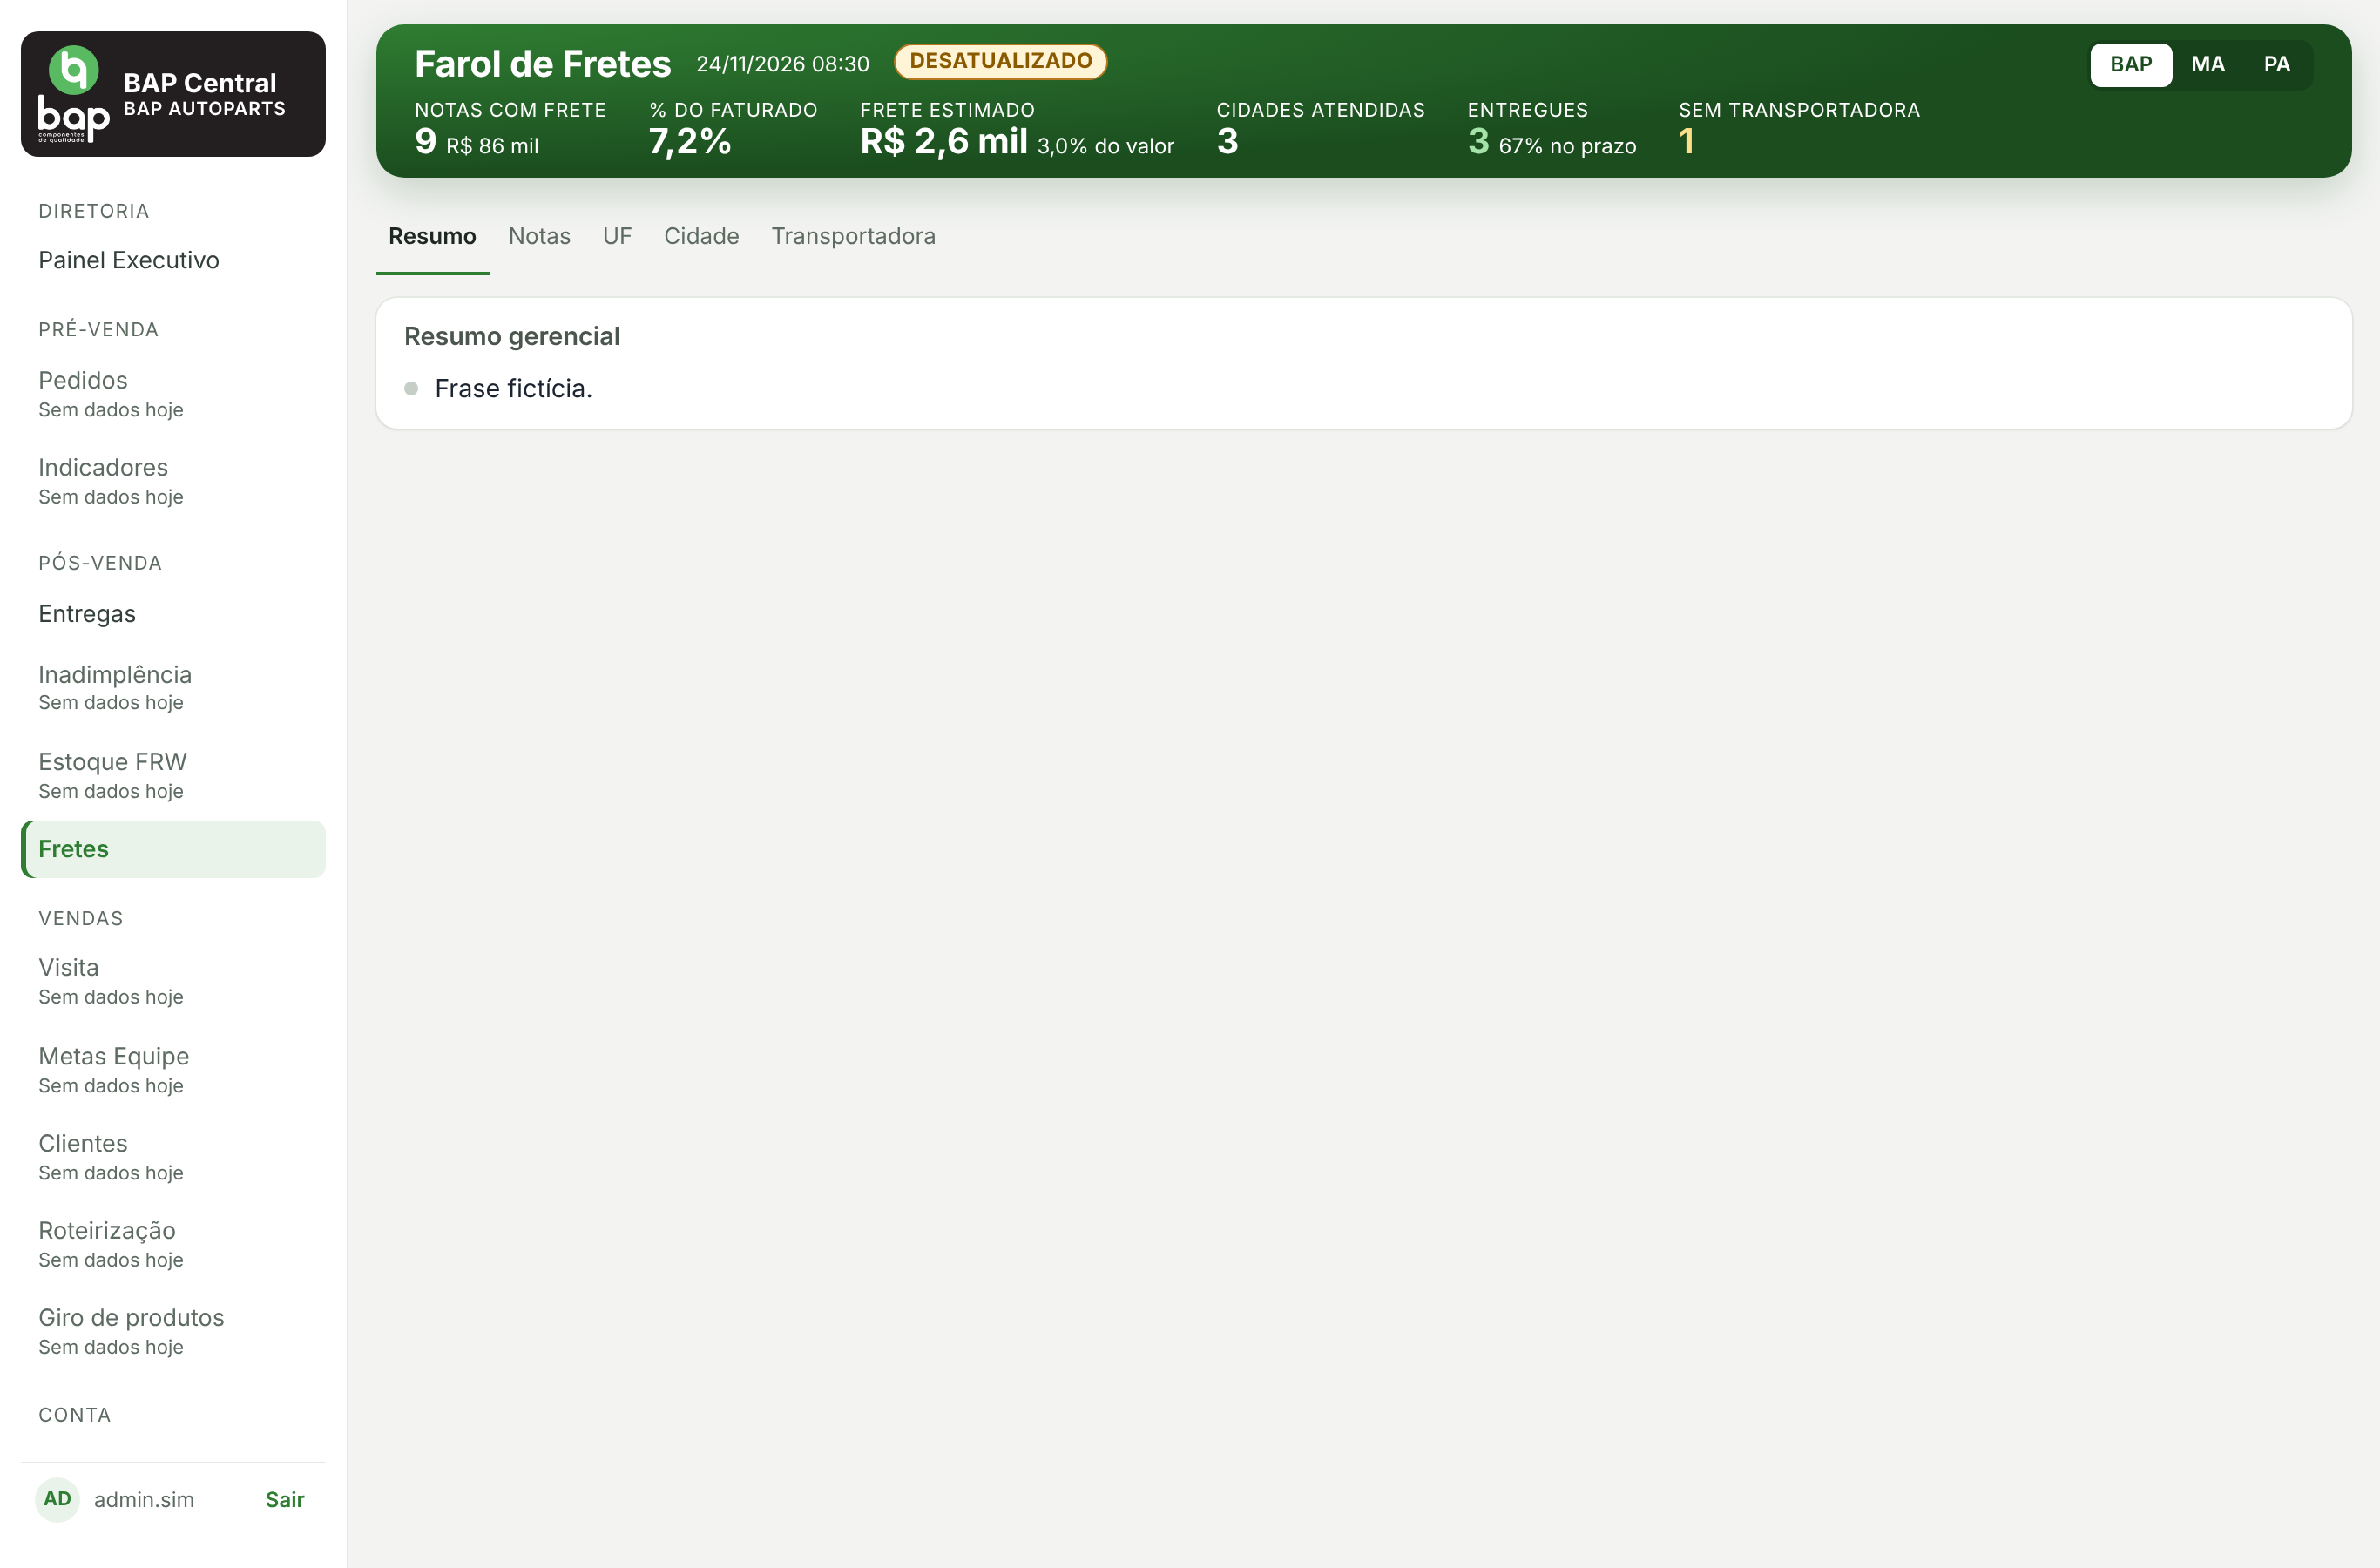 bap
componentes
de qualidade
BAP Central
BAP AUTOPARTS
DIRETORIA
Painel Executivo
PRÉ-VENDA
Pedidos
Sem dados hoje
Indicadores
Sem dados hoje
PÓS-VENDA
Entregas
Inadimplência
Sem dados hoje
Estoque FRW
Sem dados hoje
Fretes
VENDAS
Visita
Sem dados hoje
Metas Equipe
Sem dados hoje
Clientes
Sem dados hoje
Roteirização
Sem dados hoje
Giro de produtos
Sem dados hoje
CONTA
AD admin.sim Sair
Farol de Fretes 24/11/2026 08:30 DESATUALIZADO
BAP MA PA
NOTAS COM FRETE % DO FATURADO FRETE ESTIMADO CIDADES ATENDIDAS ENTREGUES SEM TRANSPORTADORA
9 R$ 86 mil 7,2% R$ 2,6 mil 3,0% do valor 3 3 67% no prazo 1
Resumo Notas UF Cidade Transportadora
Resumo gerencial
Frase fictícia.